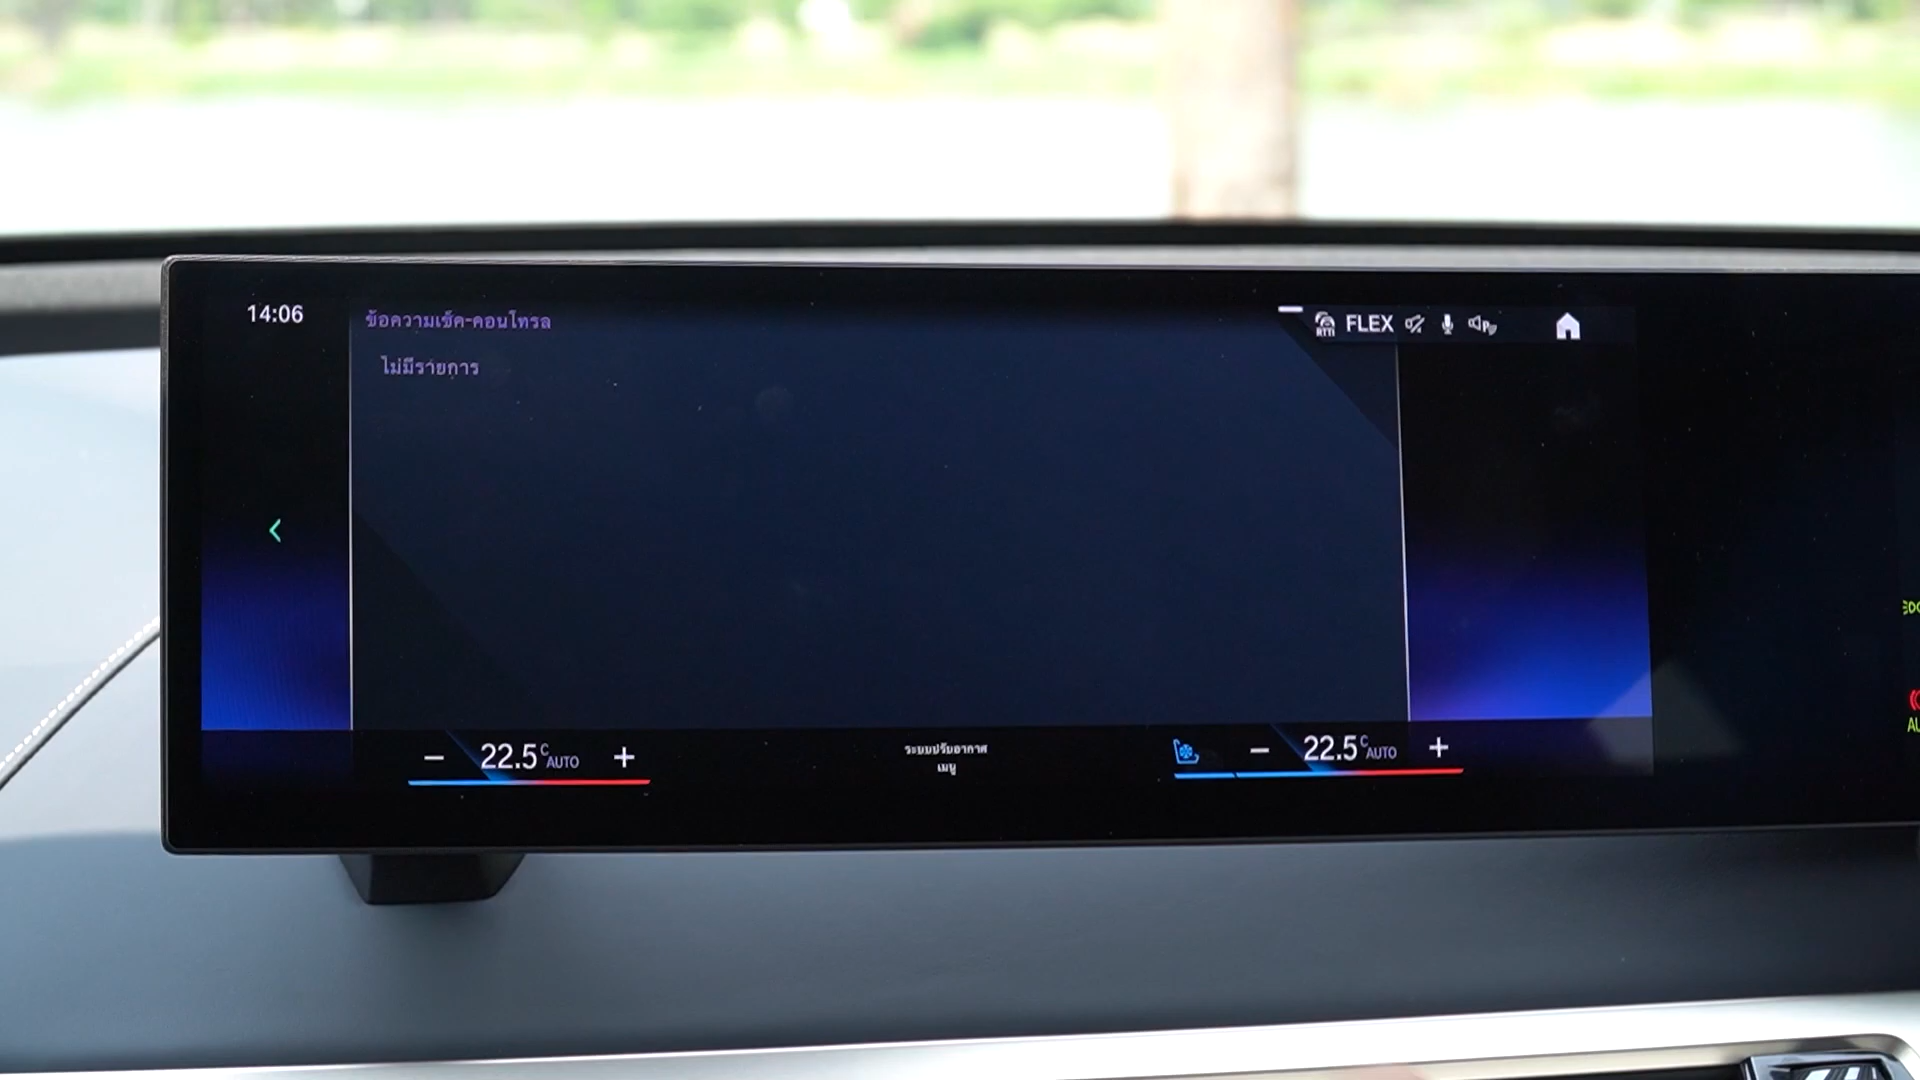 14:06
ข้อความเช็ค-คอนโทรล
RTTI FLEX
ไม่มีรายการ
22.5 °C AUTO
ระบบปรับอากาศ
เมนู
22.5 °C AUTO